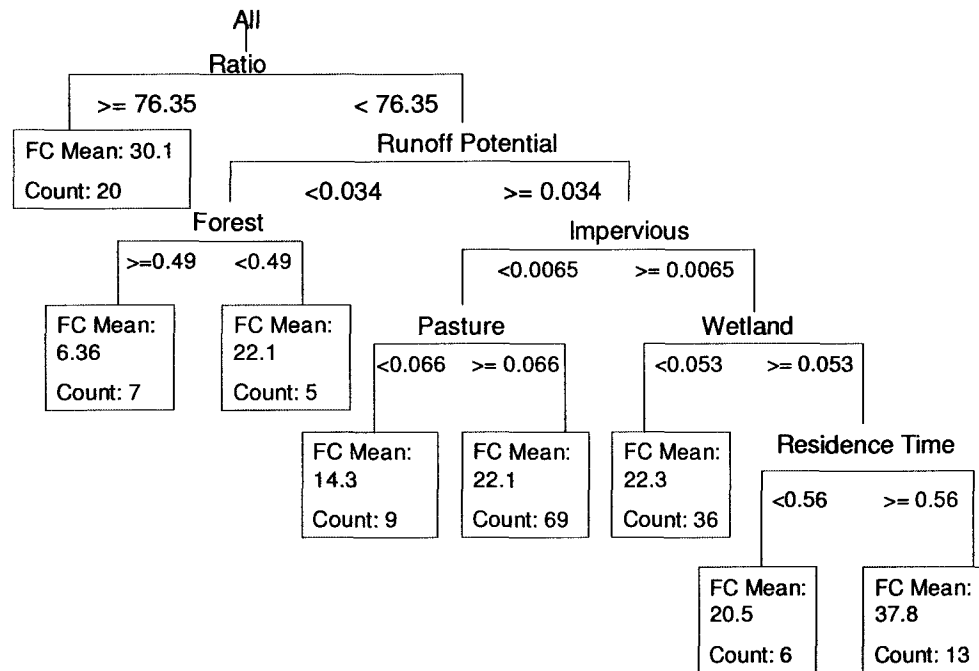 All
Ratio
>= 76.35 < 76.35
FC Mean: 30.1
Count: 20
Runoff Potential
<0.034 >= 0.034
Forest
>=0.49 <0.49
FC Mean:
6.36
Count: 7
FC Mean:
22.1
Count: 5
Impervious
<0.0065 >= 0.0065
Pasture
<0.066 >= 0.066
FC Mean:
14.3
Count: 9
FC Mean:
22.1
Count: 69
Wetland
<0.053 >= 0.053
FC Mean:
22.3
Count: 36
Residence Time
<0.56 >= 0.56
FC Mean:
20.5
Count: 6
FC Mean:
37.8
Count: 13